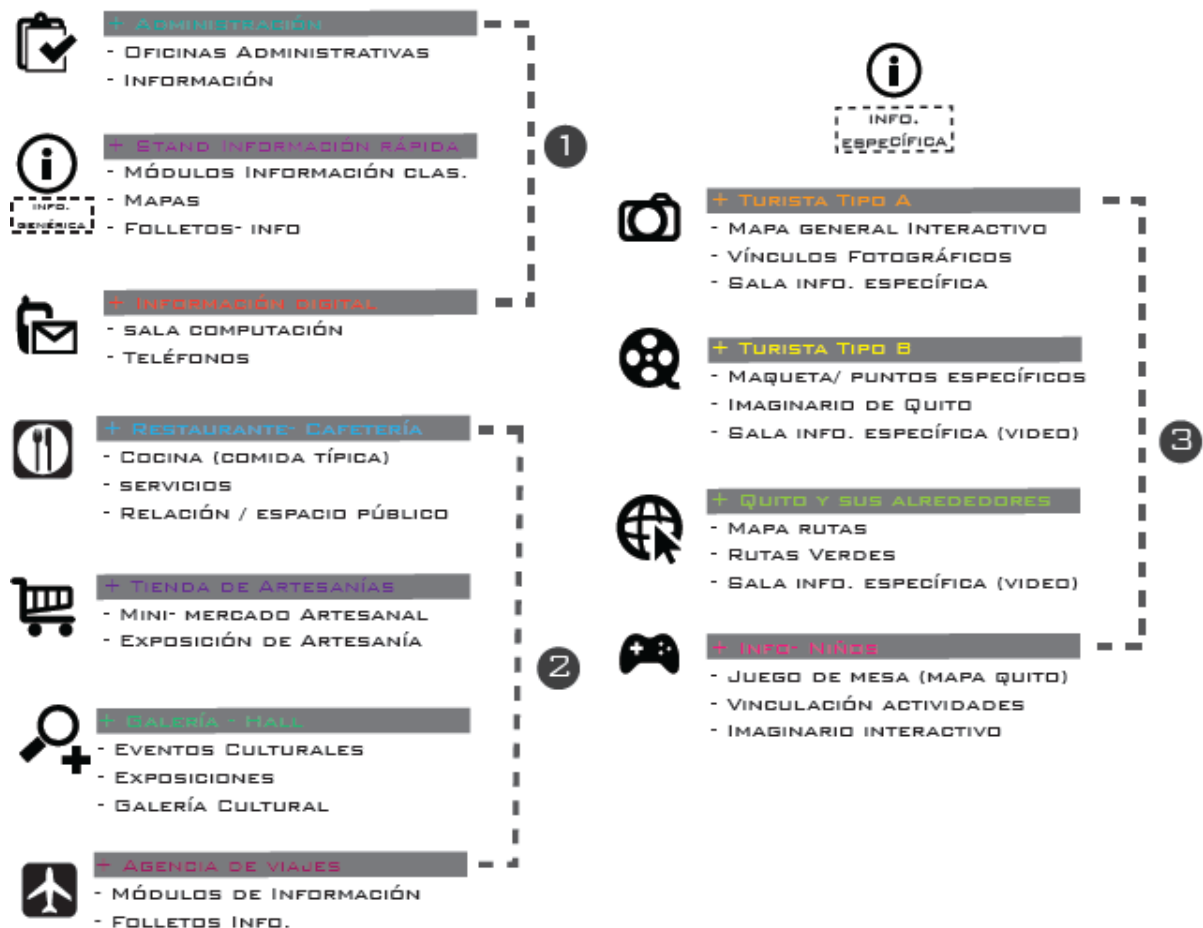 + Administración
- Oficinas Administrativas
- Información
1
+ Stand Información rápida
- Módulos Información clas.
- Mapas
- Folletos- info
info.
genérica
+ Información digital
- sala computación
- Teléfonos
+ Restaurante- Cafetería
- Cocina (comida típica)
- servicios
- Relación / espacio público
+ Tienda de Artesanías
- Mini- mercado Artesanal
- Exposición de Artesanía
2
+ Galería - Hall
- Eventos Culturales
- Exposiciones
- Galería Cultural
+ Agencia de viajes
- Módulos de Información
- Folletos Info.
info.
específica
+ Turista Tipo A
- Mapa general Interactivo
- Vínculos Fotográficos
- Sala info. específica
+ Turista Tipo B
- Maqueta/ puntos específicos
- Imaginario de Quito
- Sala info. específica (video)
3
+ Quito y sus alrededores
- Mapa rutas
- Rutas Verdes
- Sala info. específica (video)
+ Info- Niños
- Juego de mesa (mapa quito)
- Vinculación actividades
- Imaginario interactivo